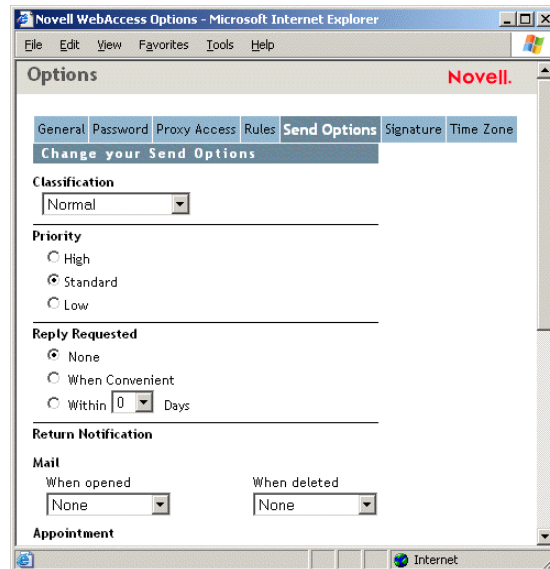 Novell WebAccess Options - Microsoft Internet Explorer
File Edit View Favorites Tools Help
Options
Novell.
General Password Proxy Access Rules Send Options Signature Time Zone
Change your Send Options
Classification
Normal
Priority
High
Standard
Low
Reply Requested
None
When Convenient
Within 0 Days
Return Notification
Mail
When opened When deleted
None None
Appointment
Internet